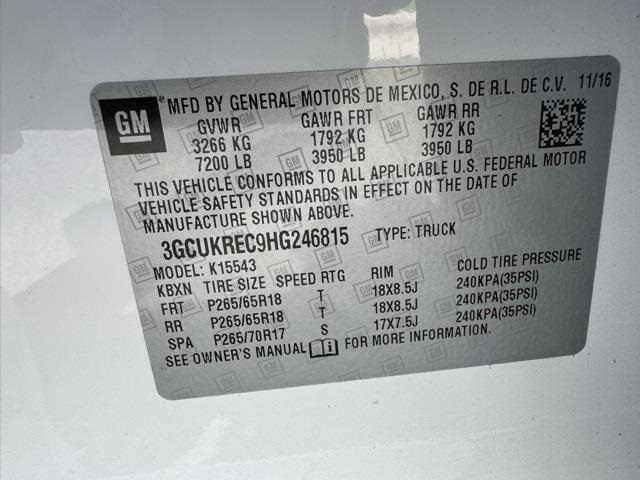 GM ® MFD BY GENERAL MOTORS DE MEXICO, S. DE R.L. DE C.V. 11/16
GVWR GAWR FRT GAWR RR
3266 KG 1792 KG 1792 KG
7200 LB 3950 LB 3950 LB
THIS VEHICLE CONFORMS TO ALL APPLICABLE U.S. FEDERAL MOTOR
VEHICLE SAFETY STANDARDS IN EFFECT ON THE DATE OF
MANUFACTURE SHOWN ABOVE.
3GCUKREC9HG246815 TYPE: TRUCK
MODEL: K15543
KBXN TIRE SIZE SPEED RTG RIM COLD TIRE PRESSURE
FRT P265/65R18 T 18X8.5J 240KPA(35PSI)
RR P265/65R18 T 18X8.5J 240KPA(35PSI)
SPA P265/70R17 S 17X7.5J 240KPA(35PSI)
SEE OWNER'S MANUAL FOR MORE INFORMATION.